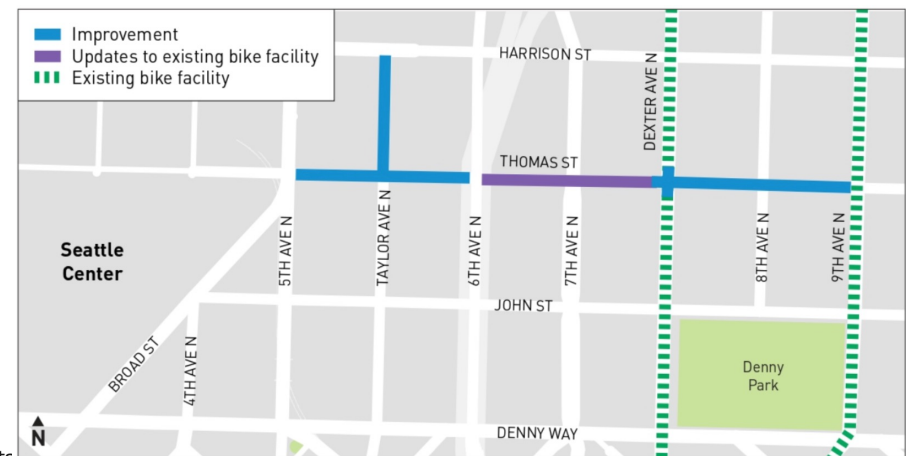 Improvement
Updates to existing bike facility
Existing bike facility
HARRISON ST
DEXTER AVE N
THOMAS ST
Seattle
Center
5TH AVE N
TAYLOR AVE N
6TH AVE N
7TH AVE N
8TH AVE N
9TH AVE N
JOHN ST
BROAD ST
4TH AVE N
Denny
Park
N
DENNY WAY